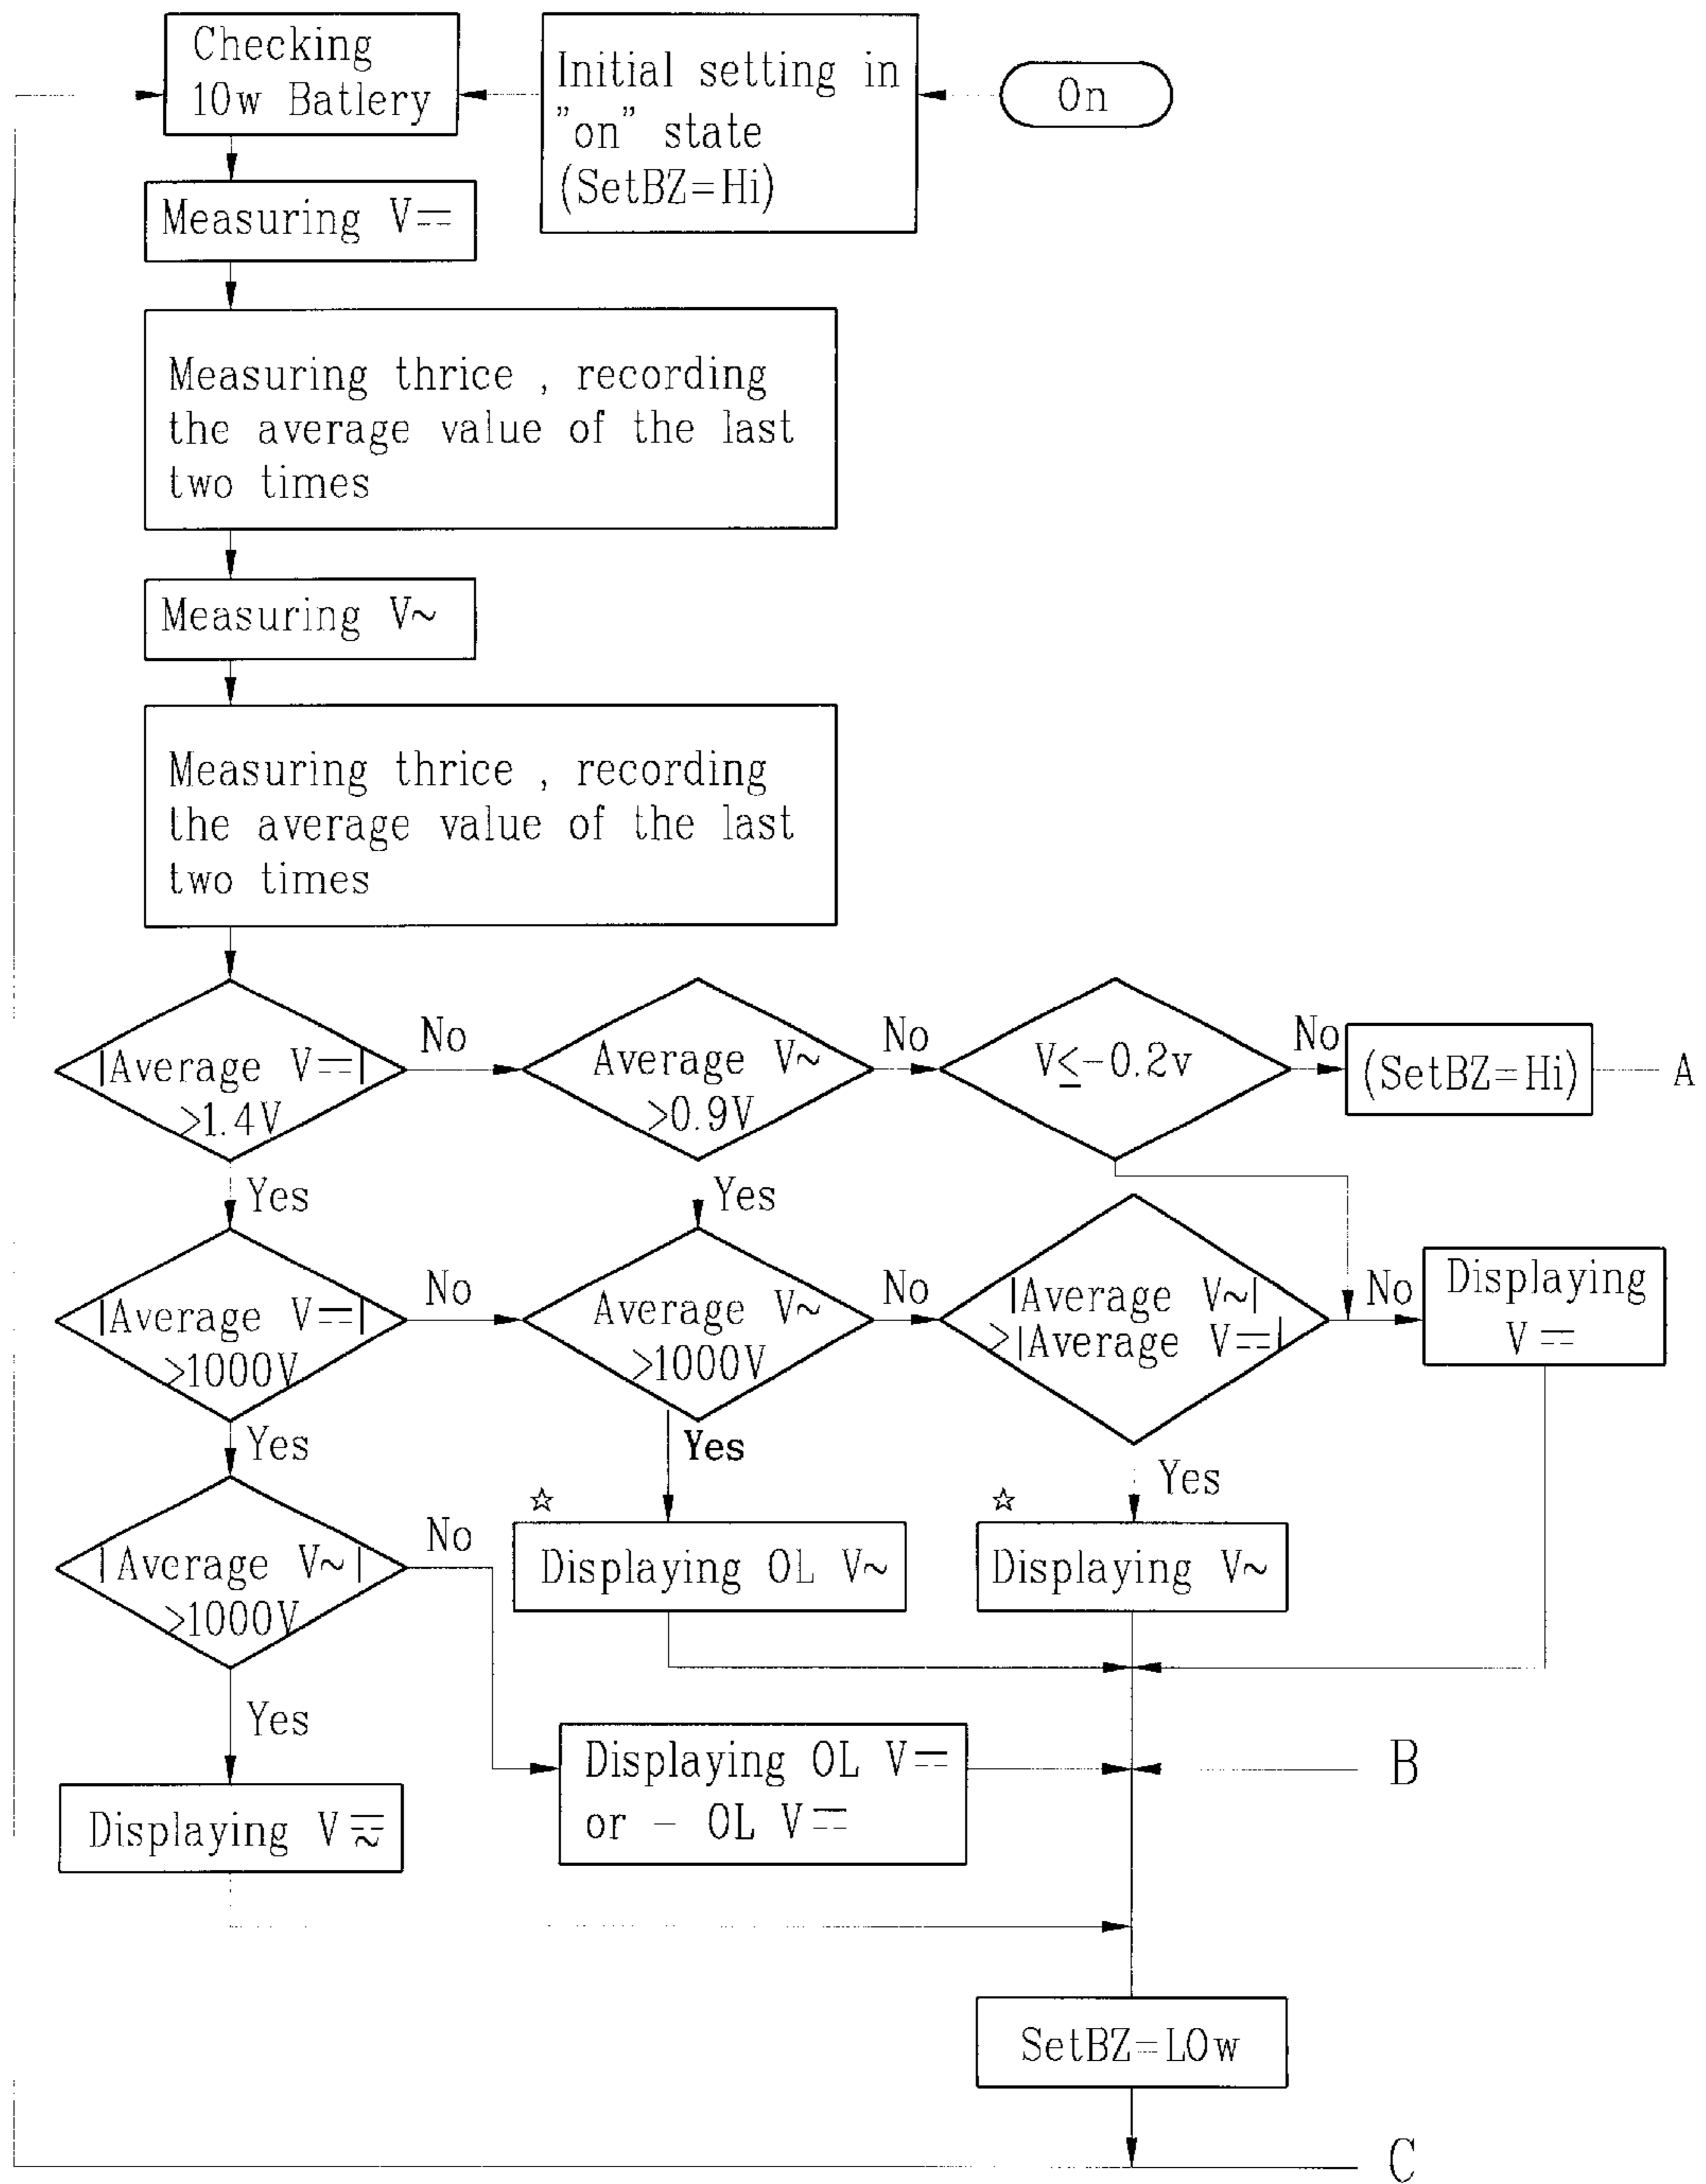 Checking
10w Batlery
Initial setting in
"on" state
(SetBZ=Hi)
On
Measuring V⎓
Measuring thrice , recording
the average value of the last
two times
Measuring V~
Measuring thrice , recording
the average value of the last
two times
|Average V⎓|
>1.4V
No
Average V~
>0.9V
No
V≤-0.2v
No
(SetBZ=Hi)
A
Yes
Yes
|Average V⎓|
>1000V
No
Average V~
>1000V
No
|Average V~|
>|Average V⎓|
No
Displaying
V⎓
Yes
Yes
Yes
|Average V~|
>1000V
No
☆
Displaying OL V~
☆
Displaying V~
Yes
Displaying OL V⎓
or - OL V⎓
B
Displaying V⎓~
SetBZ=LOw
C